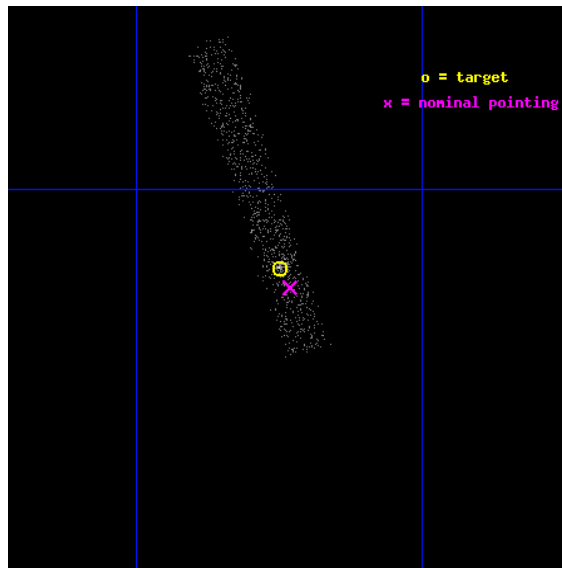 o = target
x = nominal pointing